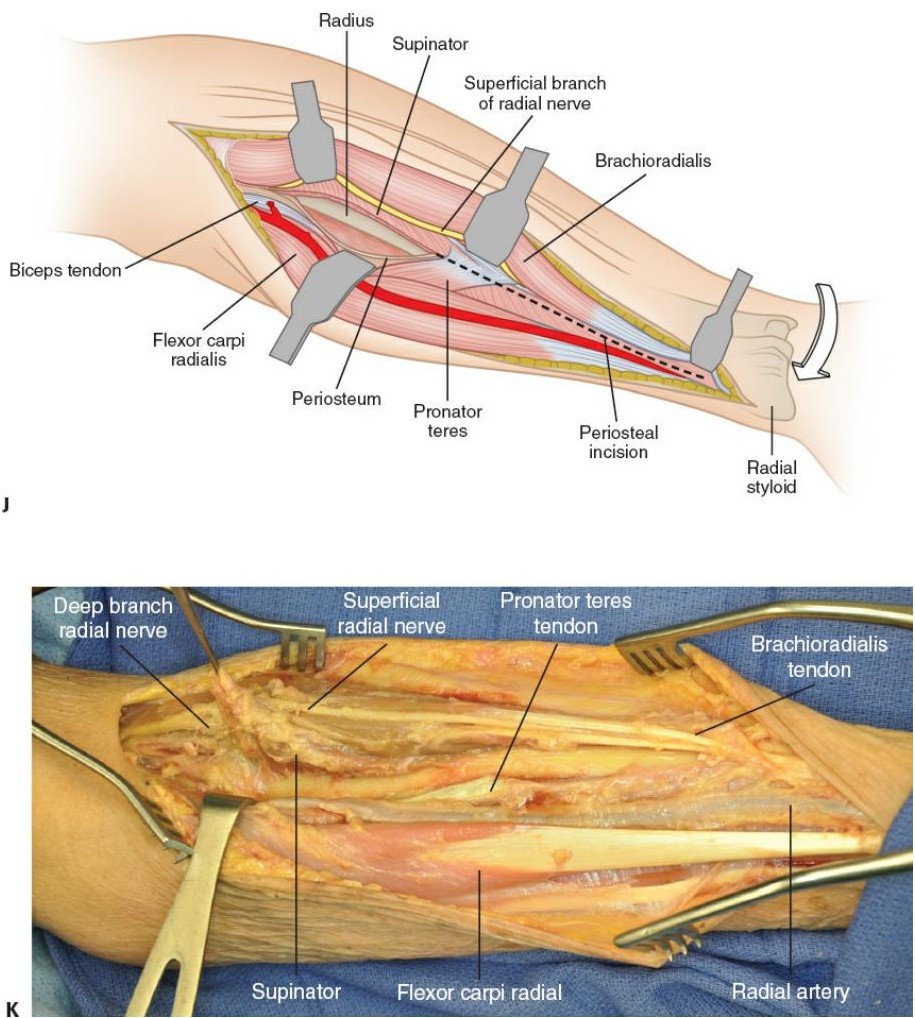 Radius
Supinator
Superficial branch
of radial nerve
Brachioradialis
Biceps tendon
Flexor carpi
radialis
Periosteum
Pronator
teres
Periosteal
incision
Radial
styloid
J
Deep branch
radial nerve
Superficial
radial nerve
Pronator teres
tendon
Brachioradialis
tendon
Supinator
Flexor carpi radial
Radial artery
K